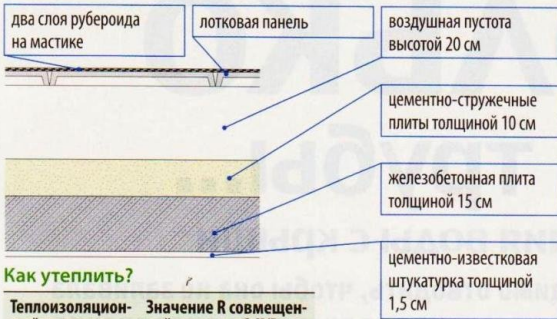 два слоя рубероида
на мастике
лотковая панель
воздушная пустота
высотой 20 см
цементно-стружечные
плиты толщиной 10 см
железобетонная плита
толщиной 15 см
цементно-известковая
штукатурка толщиной
1,5 см
Как утеплить?
Теплоизоляцион- Значение R совмещен-